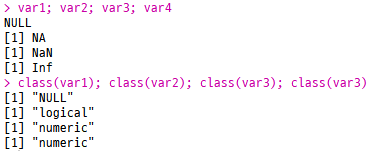 > var1; var2; var3; var4
NULL
[1] NA
[1] NaN
[1] Inf
> class(var1); class(var2); class(var3); class(var3)
[1] "NULL"
[1] "logical"
[1] "numeric"
[1] "numeric"